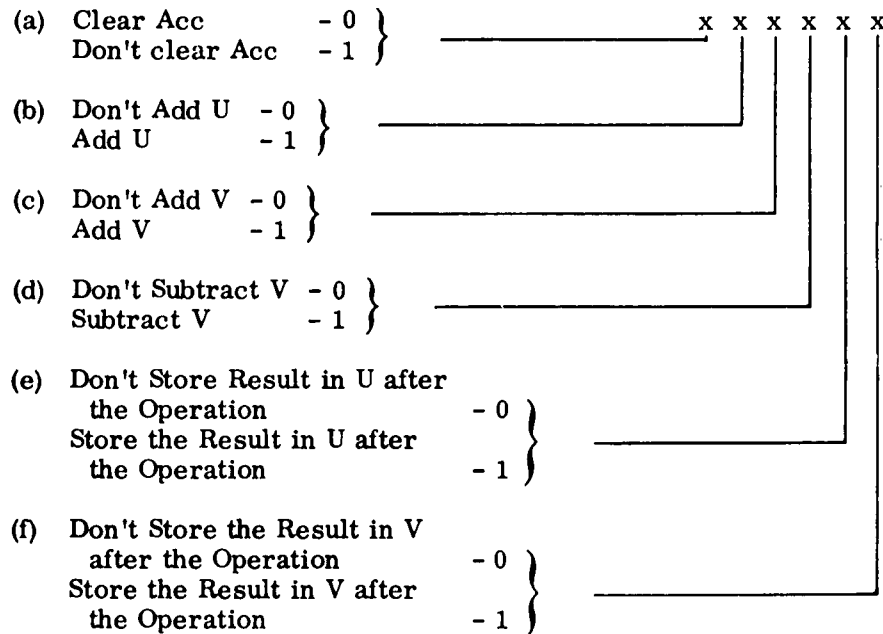 (a) Clear Acc - 0 x x x x x x
Don't clear Acc - 1
(b) Don't Add U - 0
Add U - 1
(c) Don't Add V - 0
Add V - 1
(d) Don't Subtract V - 0
Subtract V - 1
(e) Don't Store Result in U after
the Operation - 0
Store the Result in U after
the Operation - 1
(f) Don't Store the Result in V
after the Operation - 0
Store the Result in V after
the Operation - 1